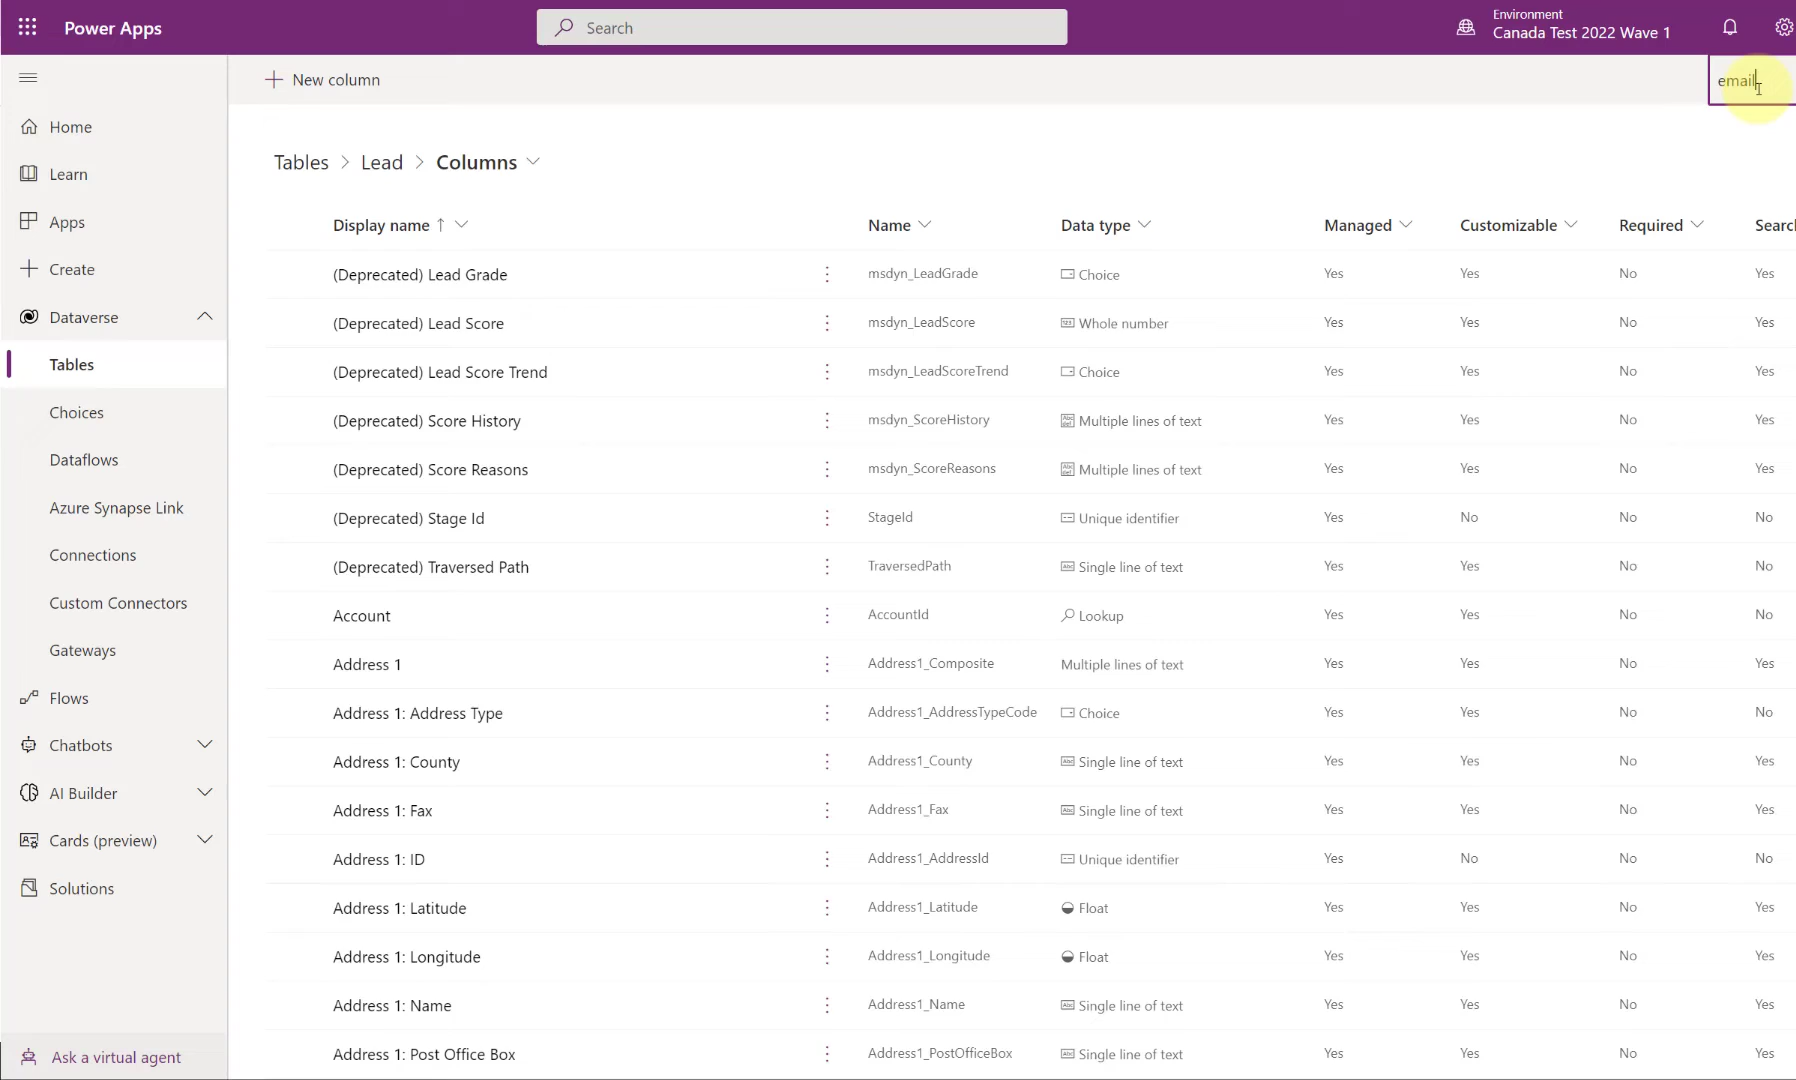 Power Apps
Search
Environment
Canada Test 2022 Wave 1
New column
email
Home
Learn
Apps
Create
Dataverse
Tables
Choices
Dataflows
Azure Synapse Link
Connections
Custom Connectors
Gateways
Flows
Chatbots
AI Builder
Cards (preview)
Solutions
Ask a virtual agent
Tables > Lead > Columns
Display name ↑ Name Data type Managed Customizable Required Search
(Deprecated) Lead Grade msdyn_LeadGrade Choice Yes Yes No Yes
(Deprecated) Lead Score msdyn_LeadScore Whole number Yes Yes No Yes
(Deprecated) Lead Score Trend msdyn_LeadScoreTrend Choice Yes Yes No Yes
(Deprecated) Score History msdyn_ScoreHistory Multiple lines of text Yes Yes No Yes
(Deprecated) Score Reasons msdyn_ScoreReasons Multiple lines of text Yes Yes No Yes
(Deprecated) Stage Id StageId Unique identifier Yes No No No
(Deprecated) Traversed Path TraversedPath Single line of text Yes Yes No No
Account AccountId Lookup Yes Yes No No
Address 1 Address1_Composite Multiple lines of text Yes Yes No Yes
Address 1: Address Type Address1_AddressTypeCode Choice Yes Yes No No
Address 1: County Address1_County Single line of text Yes Yes No Yes
Address 1: Fax Address1_Fax Single line of text Yes Yes No Yes
Address 1: ID Address1_AddressId Unique identifier Yes No No No
Address 1: Latitude Address1_Latitude Float Yes Yes No Yes
Address 1: Longitude Address1_Longitude Float Yes Yes No Yes
Address 1: Name Address1_Name Single line of text Yes Yes No Yes
Address 1: Post Office Box Address1_PostOfficeBox Single line of text Yes Yes No Yes